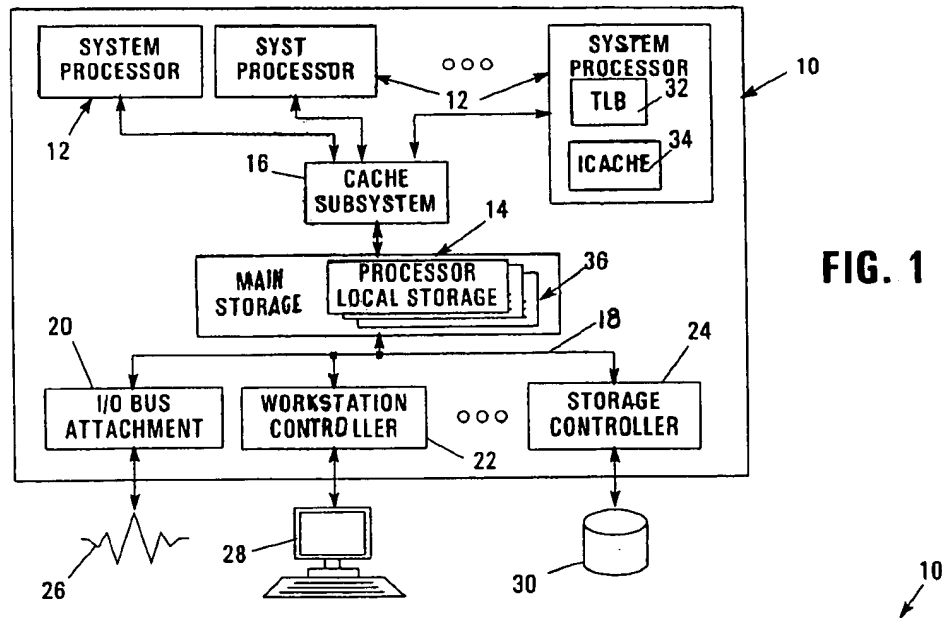 SYSTEM
PROCESSOR
12
SYST
PROCESSOR
12
SYSTEM
PROCESSOR
TLB
32
ICACHE
34
10
16
CACHE
SUBSYSTEM
14
MAIN
STORAGE
PROCESSOR
LOCAL STORAGE
36
FIG. 1
18
20
I/O BUS
ATTACHMENT
WORKSTATION
CONTROLLER
22
24
STORAGE
CONTROLLER
26
28
30
10